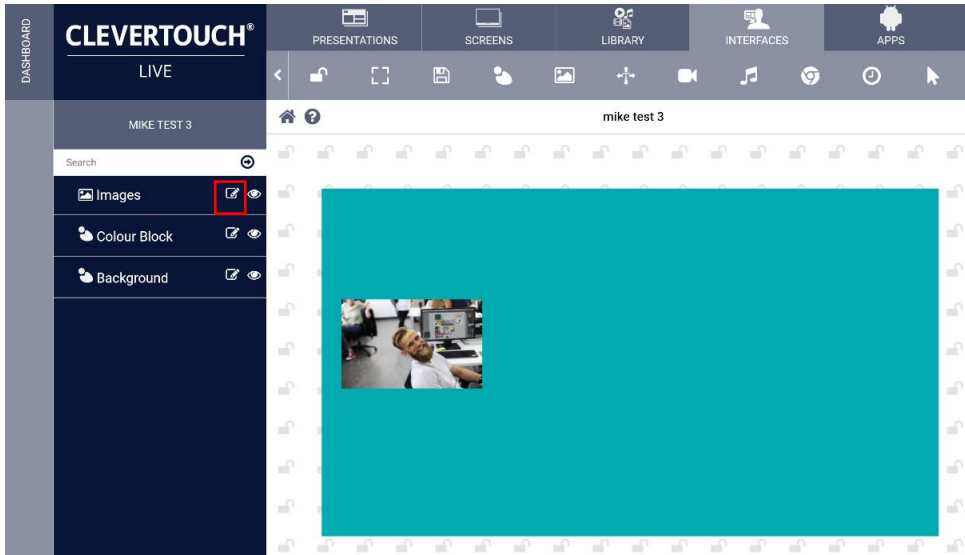 DASHBOARD
CLEVERTOUCH®
LIVE
PRESENTATIONS
SCREENS
LIBRARY
INTERFACES
APPS
MIKE TEST 3
mike test 3
Search
Images
Colour Block
Background